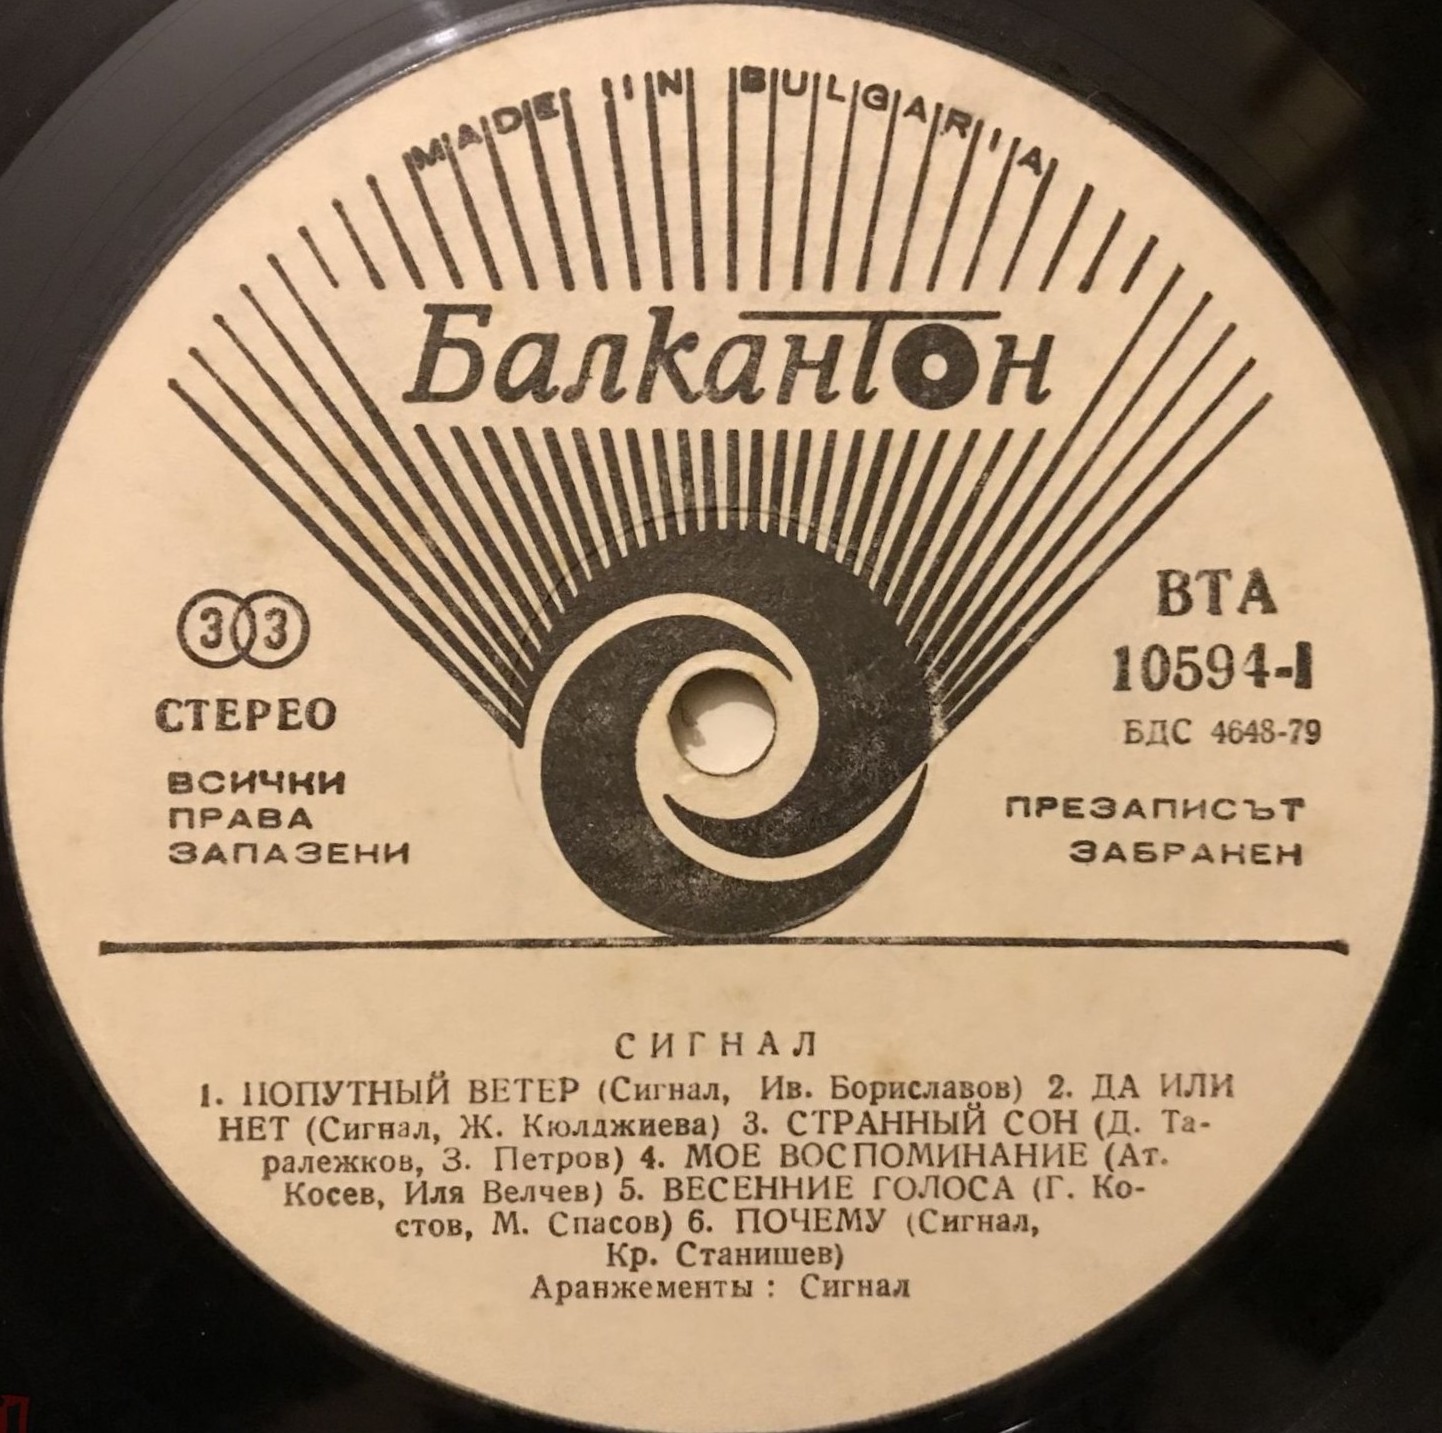 MADE IN BULGARIA
Балкантон
33
СТЕРЕО
ВСИЧКИ
ПРАВА
ЗАПАЗЕНИ
ВТА
10594-I
БДС 4648-79
ПРЕЗАПИСЪТ
ЗАБРАНЕН
СИГНАЛ
1. ПОПУТНЫЙ ВЕТЕР (Сигнал, Ив. Бориславов) 2. ДА ИЛИ
НЕТ (Сигнал, Ж. Кюлджиева) 3. СТРАННЫЙ СОН (Д. Та-
ралежков, З. Петров) 4. МОЕ ВОСПОМИНАНИЕ (Ат.
Косев, Иля Велчев) 5. ВЕСЕННИЕ ГОЛОСА (Г. Ко-
стов, М. Спасов) 6. ПОЧЕМУ (Сигнал,
Кр. Станишев)
Аранжементы : Сигнал